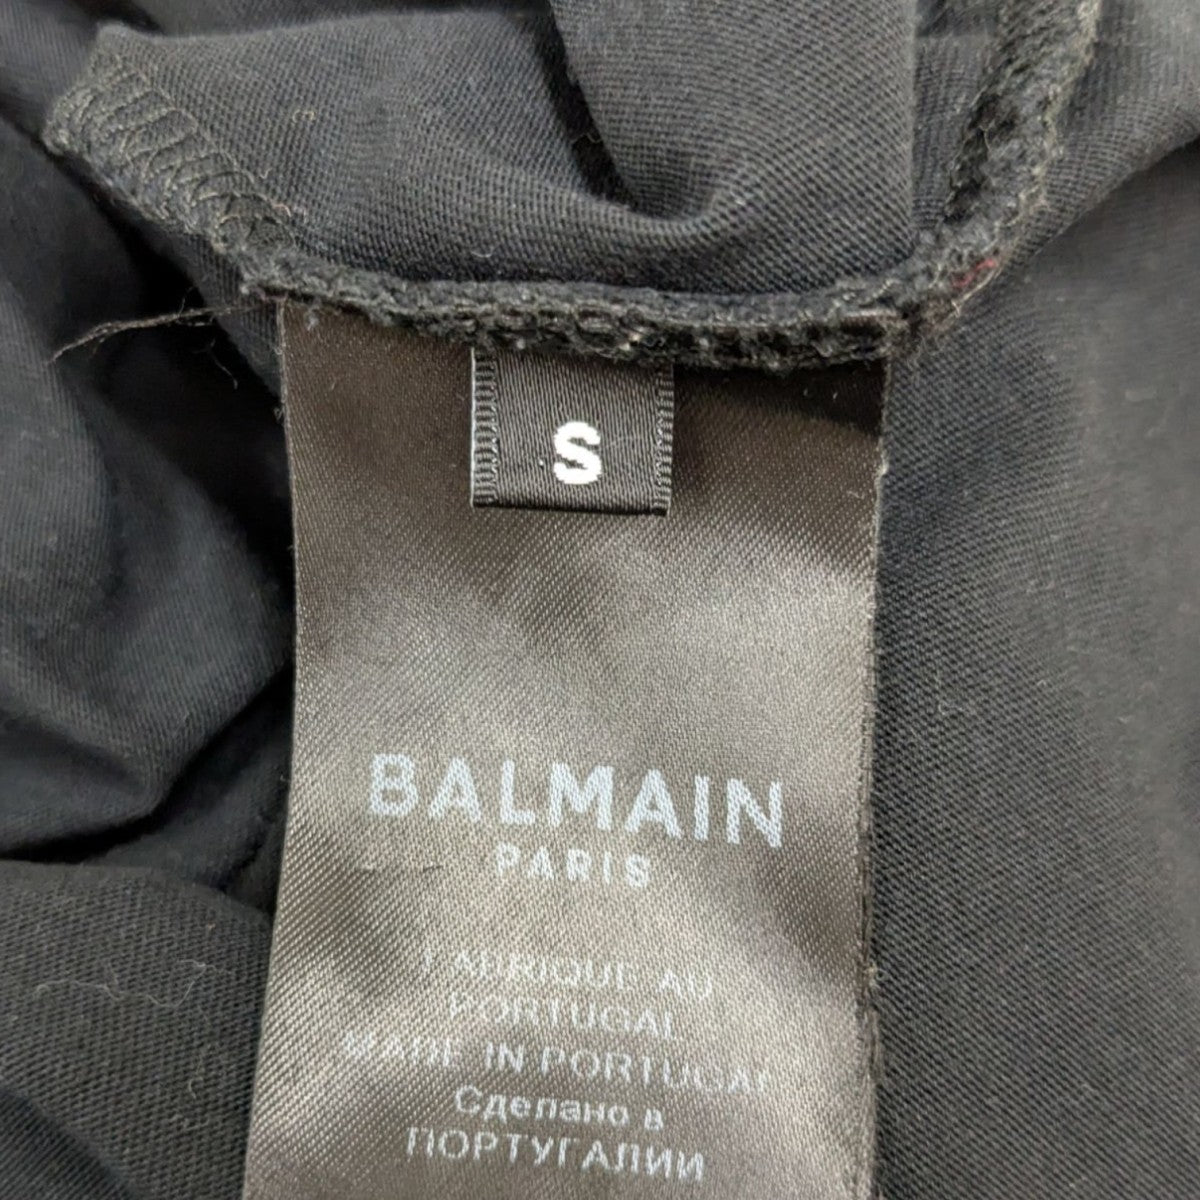 S
BALMAIN
PARIS
FABRIQUE AU
PORTUGAL
MADE IN PORTUGAL
Сделано в
ПОРТУГАЛИИ